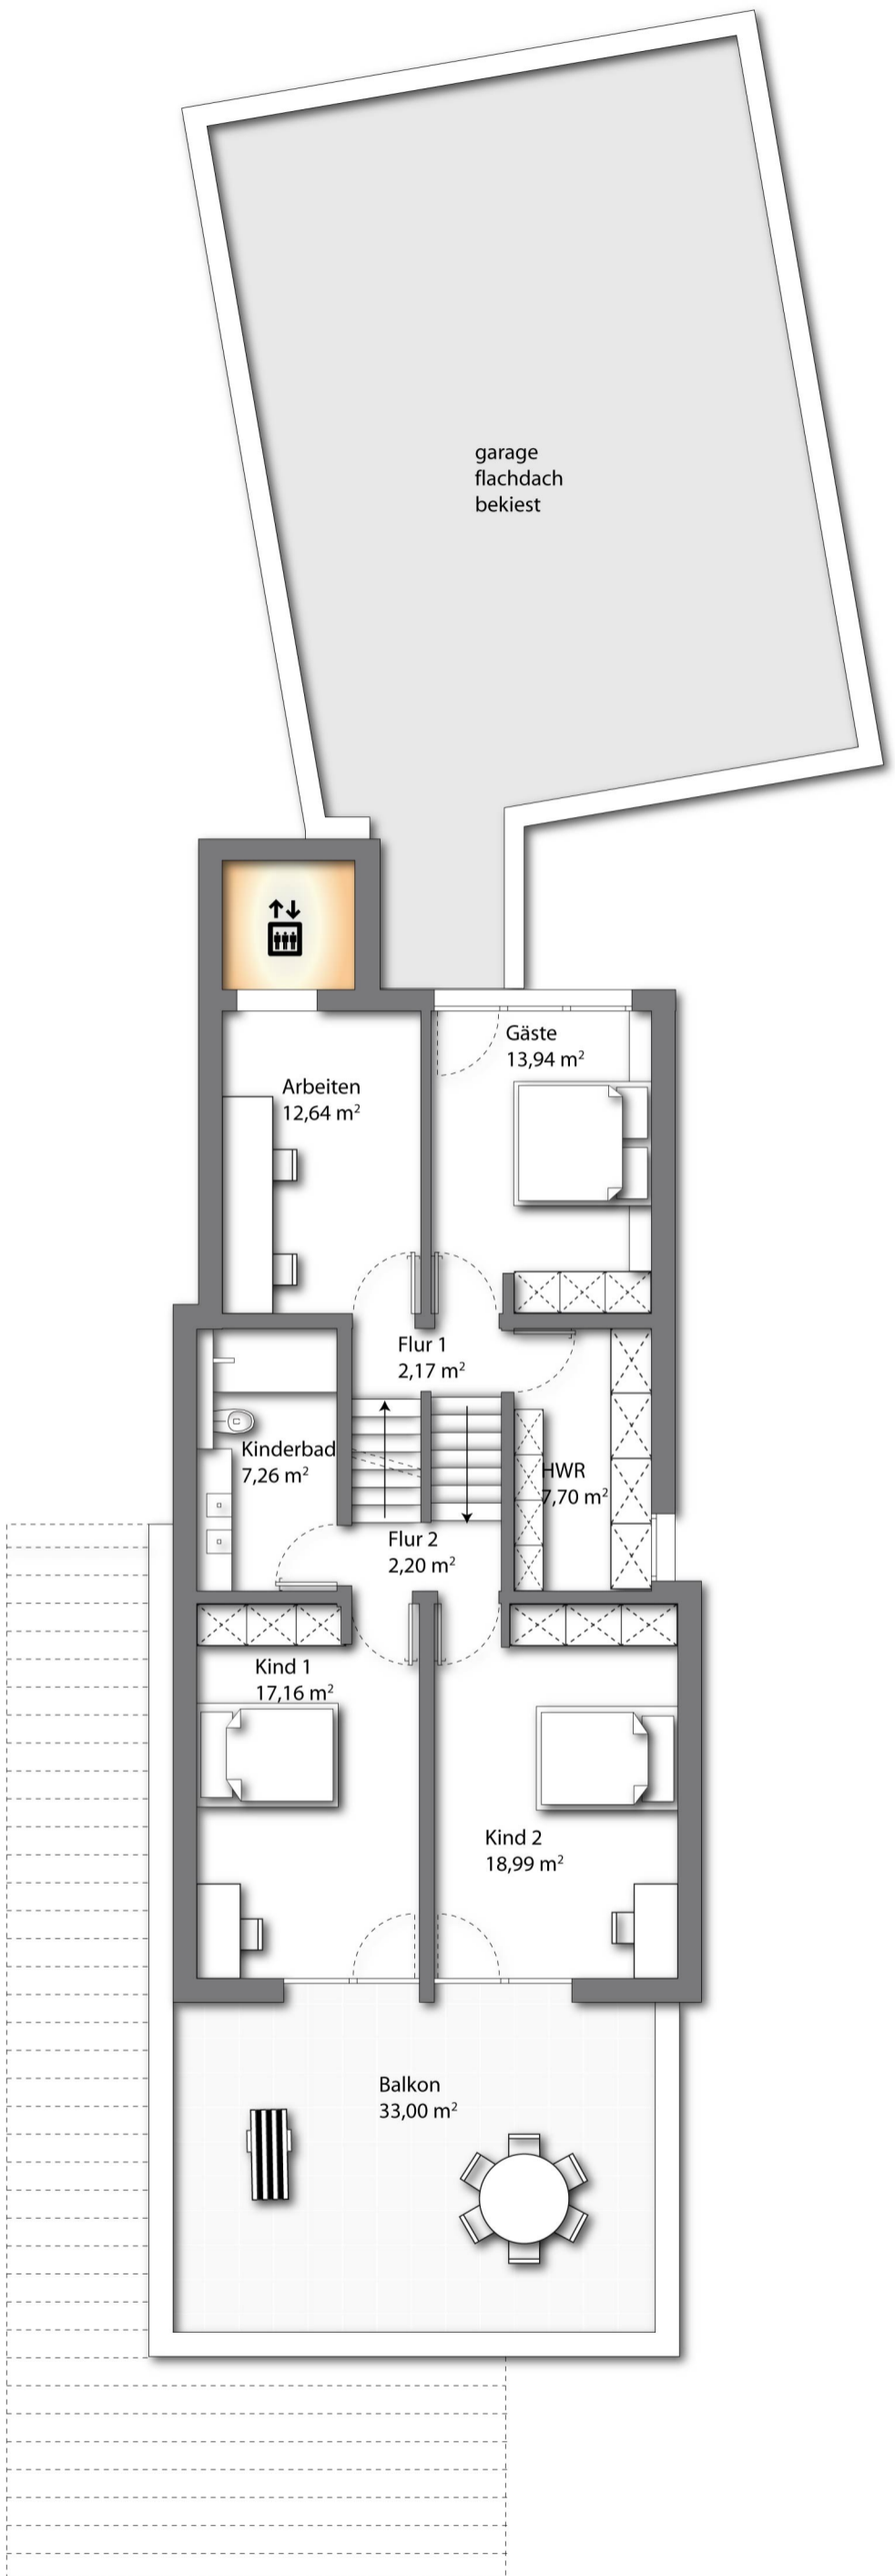 garage
flachdach
bekiest
Gäste
13,94 m²
Arbeiten
12,64 m²
Flur 1
2,17 m²
Kinderbad
7,26 m²
HWR
7,70 m²
Flur 2
2,20 m²
Kind 1
17,16 m²
Kind 2
18,99 m²
Balkon
33,00 m²